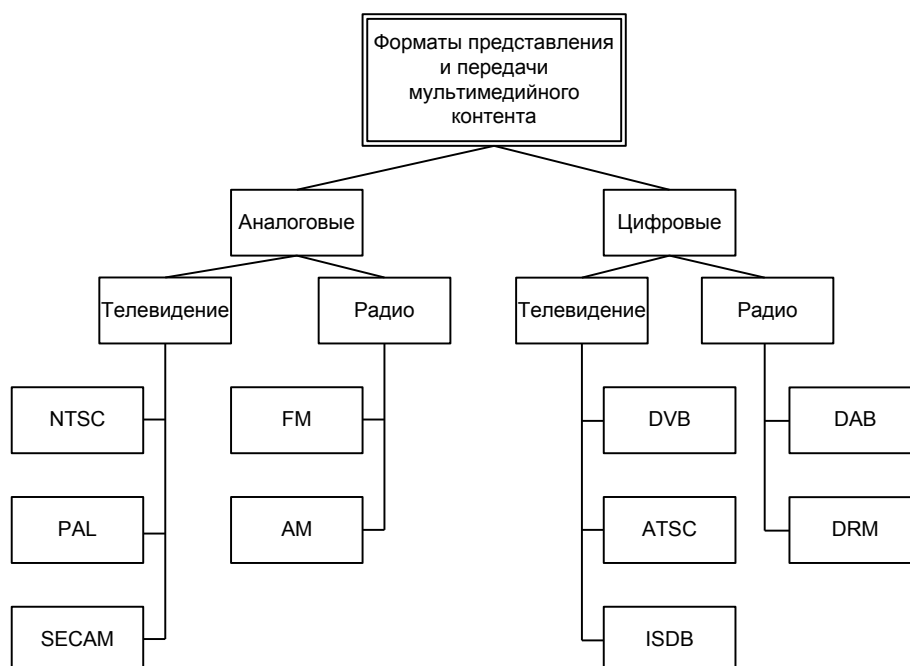 Форматы представления
и передачи
мультимедийного
контента
Аналоговые
Цифровые
Телевидение
Радио
Телевидение
Радио
NTSC
FM
DVB
DAB
PAL
AM
ATSC
DRM
SECAM
ISDB